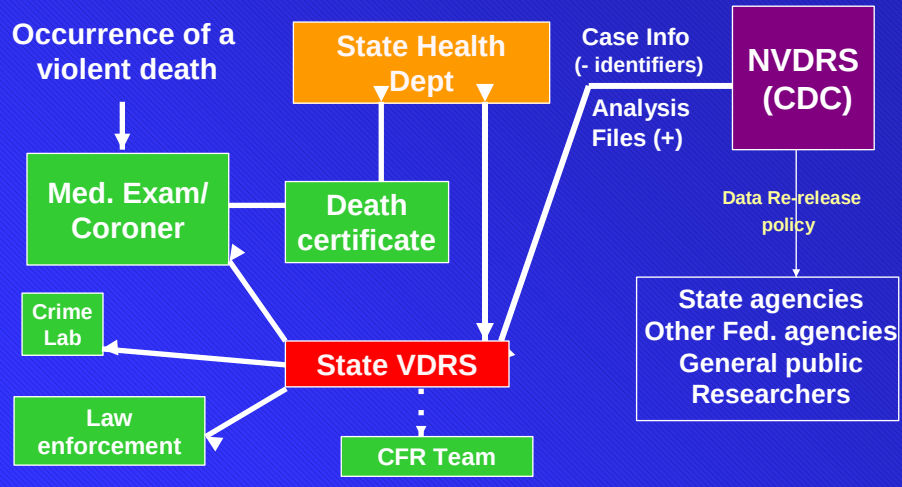 Occurrence of a
violent death
State Health
Dept
Case Info
(- identifiers)
Analysis
Files (+)
NVDRS
(CDC)
Med. Exam/
Coroner
Death
certificate
Data Re-release
policy
Crime
Lab
State VDRS
State agencies
Other Fed. agencies
General public
Researchers
Law
enforcement
CFR Team